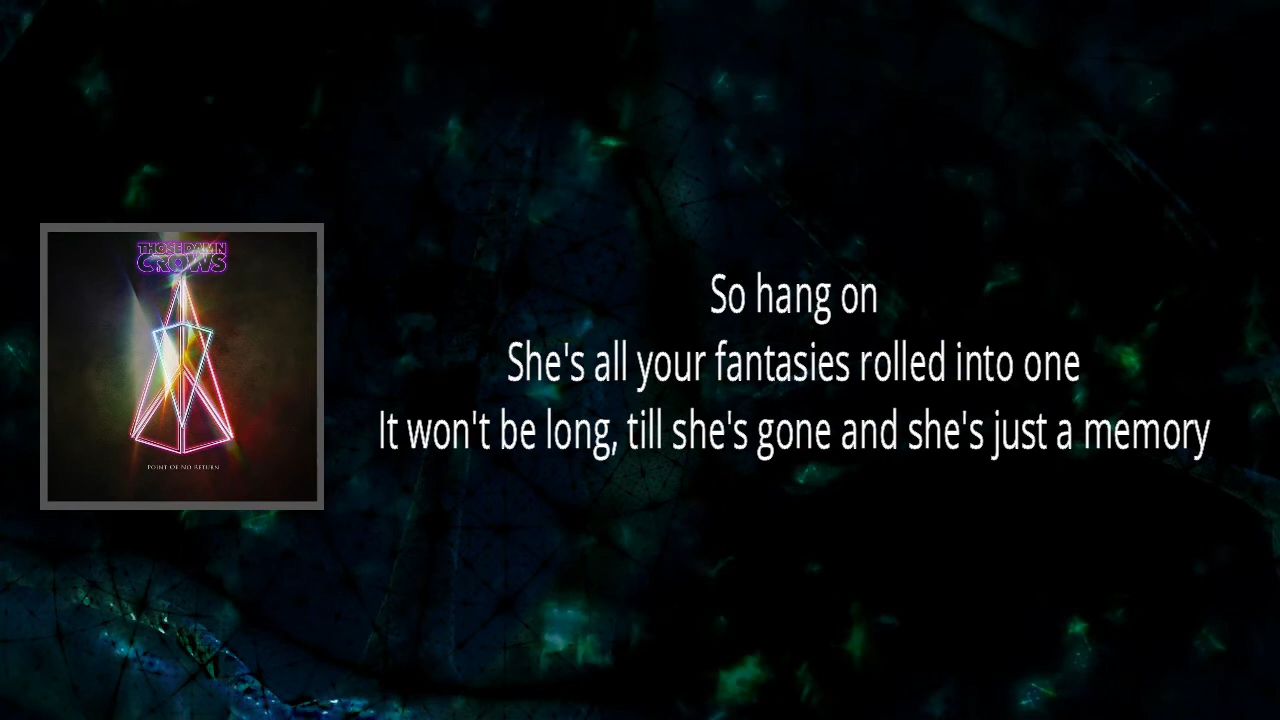 THOSE DAMN
CROWS
POINT OF NO RETURN
So hang on
She's all your fantasies rolled into one
It won't be long, till she's gone and she's just a memory